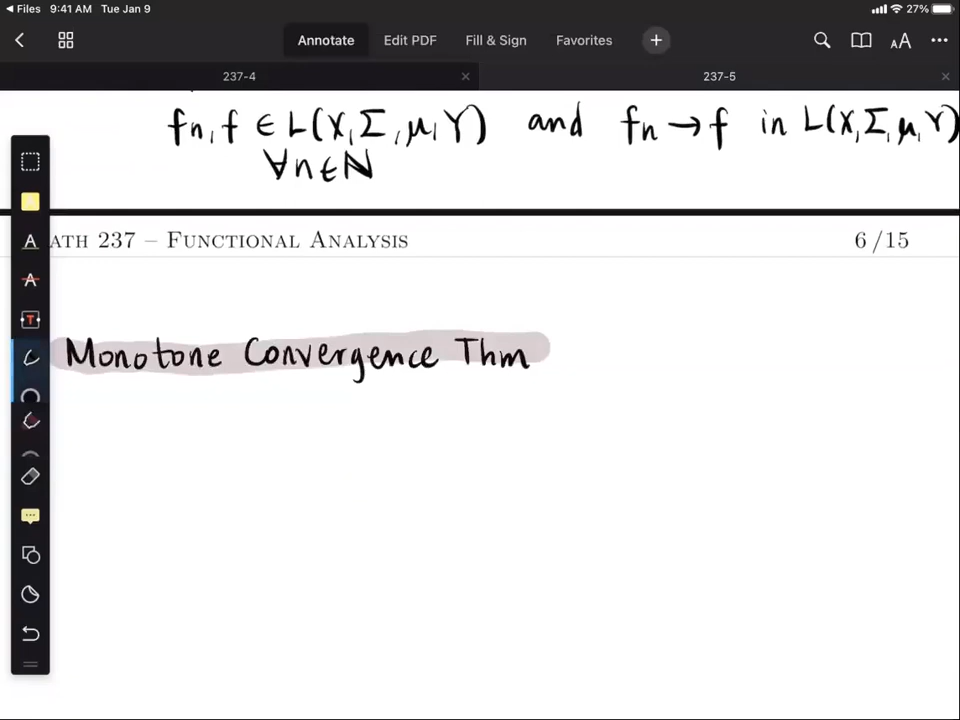 Files 9:41 AM Tue Jan 9 27%
Annotate Edit PDF Fill & Sign Favorites AA
237-4 237-5
fn, f ∈ L(X, Σ, μ, Y) and fn → f in L(X, Σ, μ, Y)
∀n ∈ ℕ
ATH 237 – FUNCTIONAL ANALYSIS 6/15
Monotone Convergence Thm
A
A
T